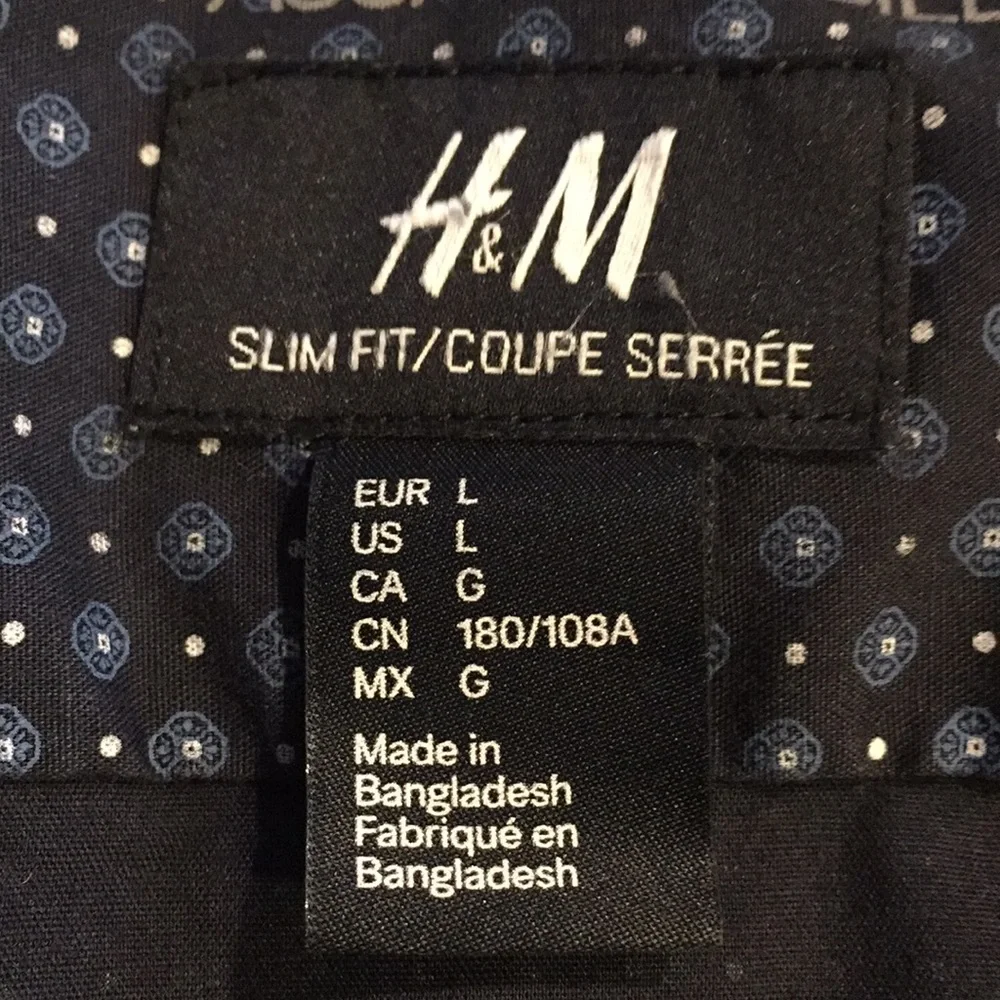 H&M
SLIM FIT/COUPE SERRÉE
EUR L
US L
CA G
CN 180/108A
MX G
Made in
Bangladesh
Fabriqué en
Bangladesh